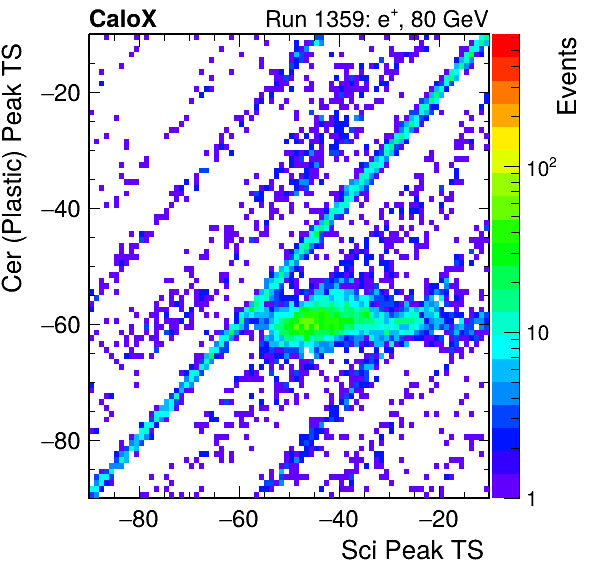 CaloX Run 1359: e⁺, 80 GeV
Cer (Plastic) Peak TS
Events
−20
−40
−60
−80
10²
10
1
−80 −60 −40 −20
Sci Peak TS